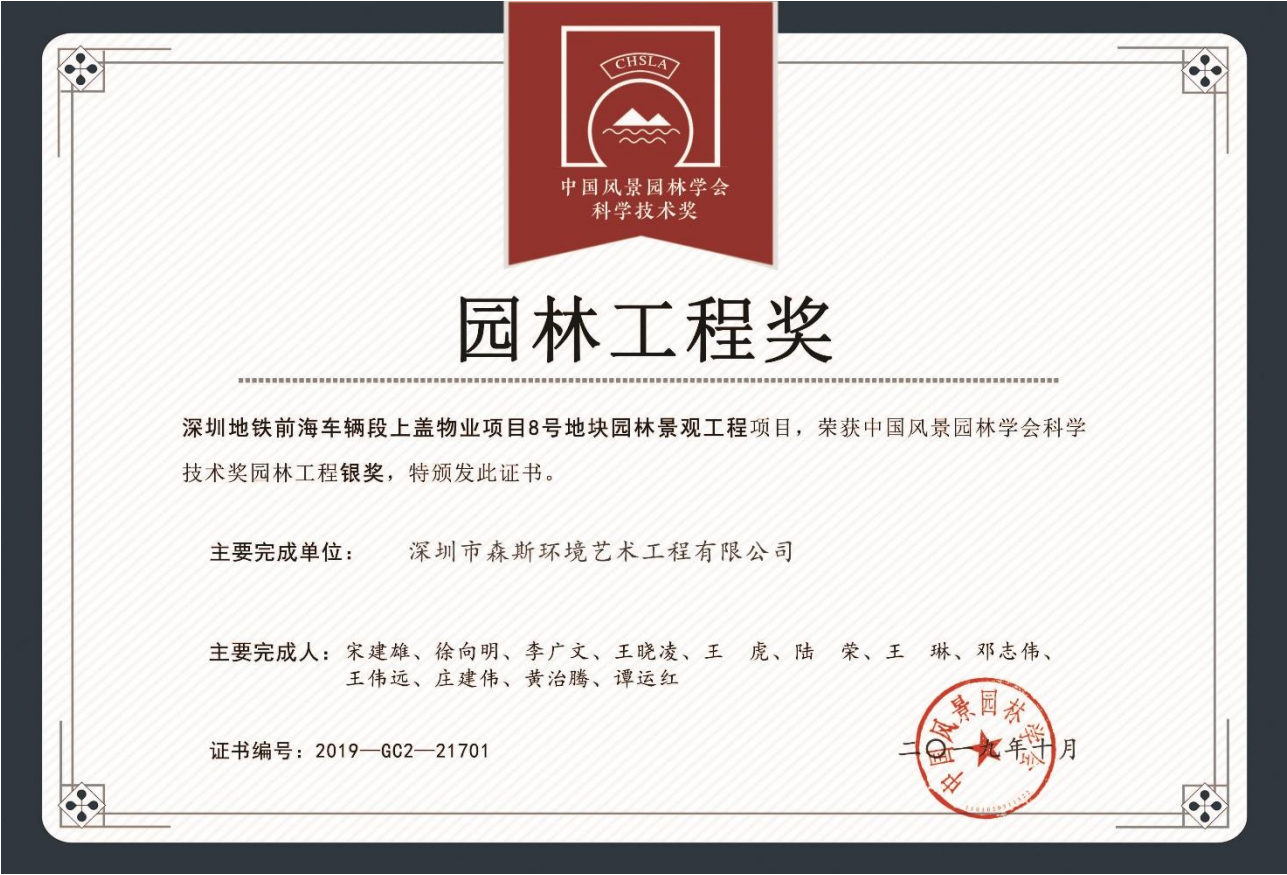 CHSLA
中国风景园林学会
科学技术奖
园林工程奖
深圳地铁前海车辆段上盖物业项目8号地块园林景观工程项目，荣获中国风景园林学会科学
技术奖园林工程银奖，特颁发此证书。
主要完成单位： 深圳市森斯环境艺术工程有限公司
主要完成人：宋建雄、徐向明、李广文、王晓凌、王　虎、陆　荣、王　琳、邓志伟、
王伟远、庄建伟、黄治腾、谭运红
证书编号：2019—GC2—21701
二〇一九年十月
中国风景园林学会